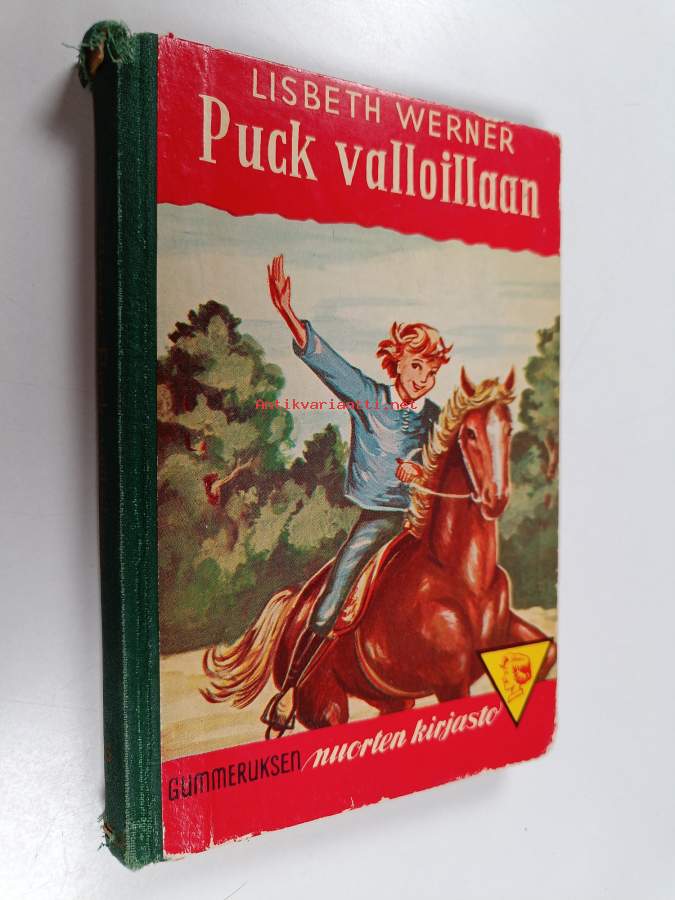 LISBETH WERNER
Puck valloillaan
Antikvariaatti.net
GUMMERUKSEN nuorten kirjasto